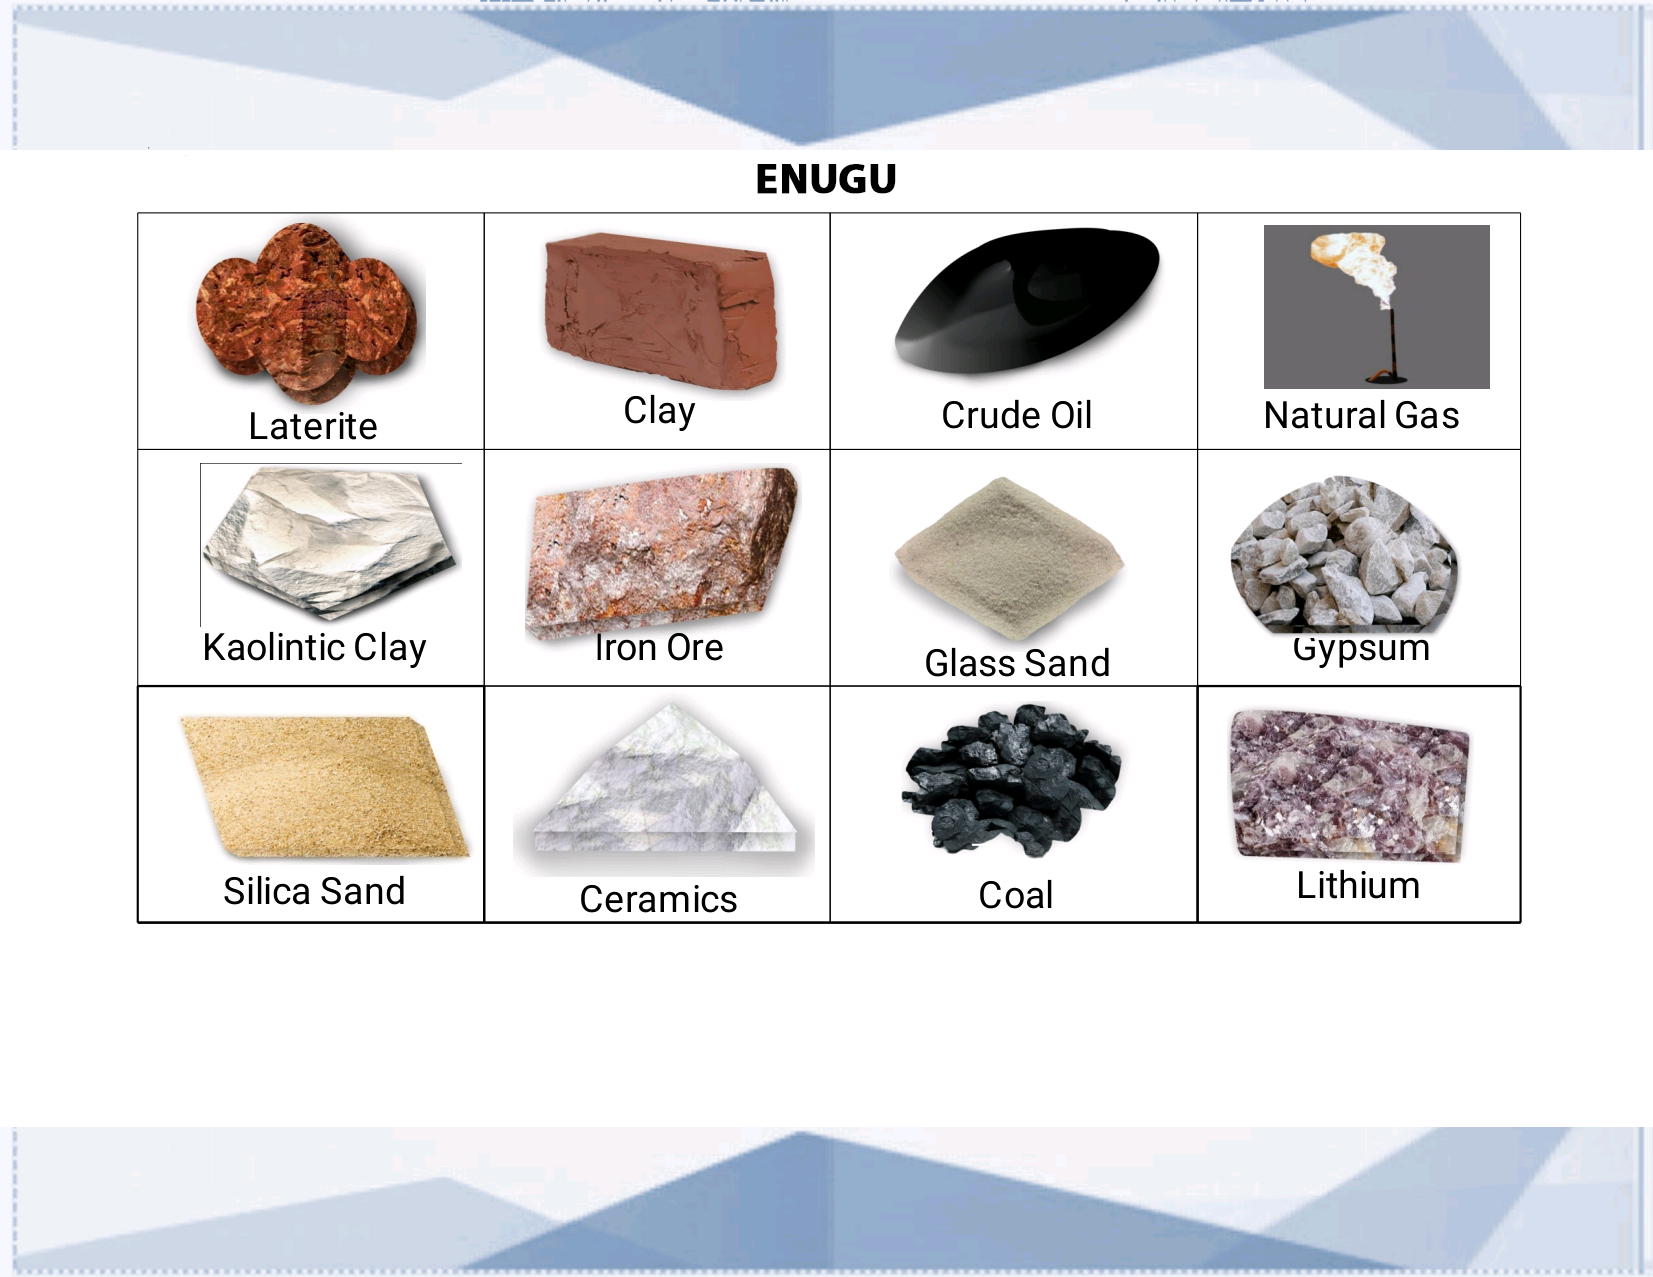 ENUGU
Laterite
Clay
Crude Oil
Natural Gas
Kaolintic Clay
Iron Ore
Glass Sand
Gypsum
Silica Sand
Ceramics
Coal
Lithium